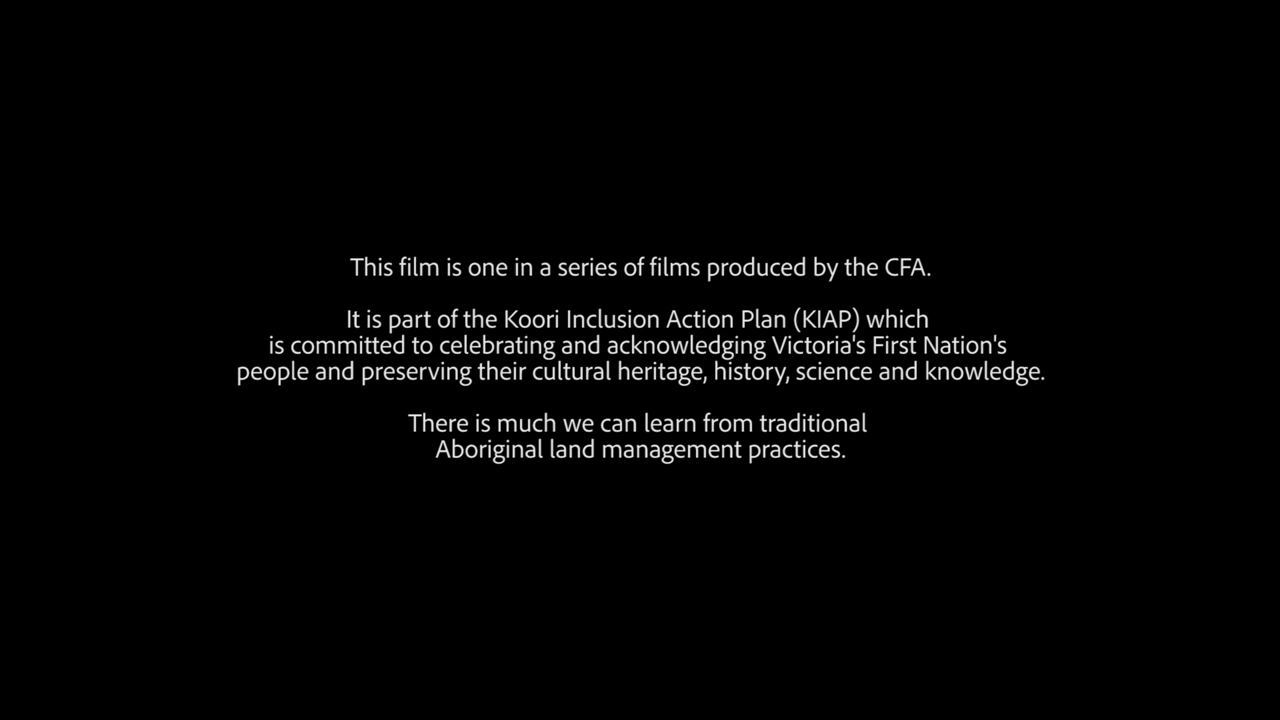 This film is one in a series of films produced by the CFA.
It is part of the Koori Inclusion Action Plan (KIAP) which
is committed to celebrating and acknowledging Victoria's First Nation's
people and preserving their cultural heritage, history, science and knowledge.
There is much we can learn from traditional
Aboriginal land management practices.